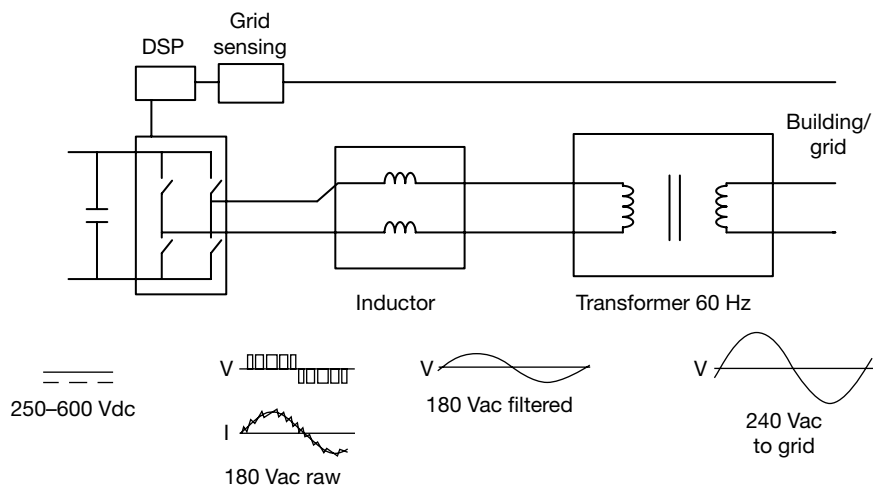 DSP
Grid
sensing
Building/
grid
Inductor
Transformer 60 Hz
250–600 Vdc
V
I
180 Vac raw
V
180 Vac filtered
V
240 Vac
to grid